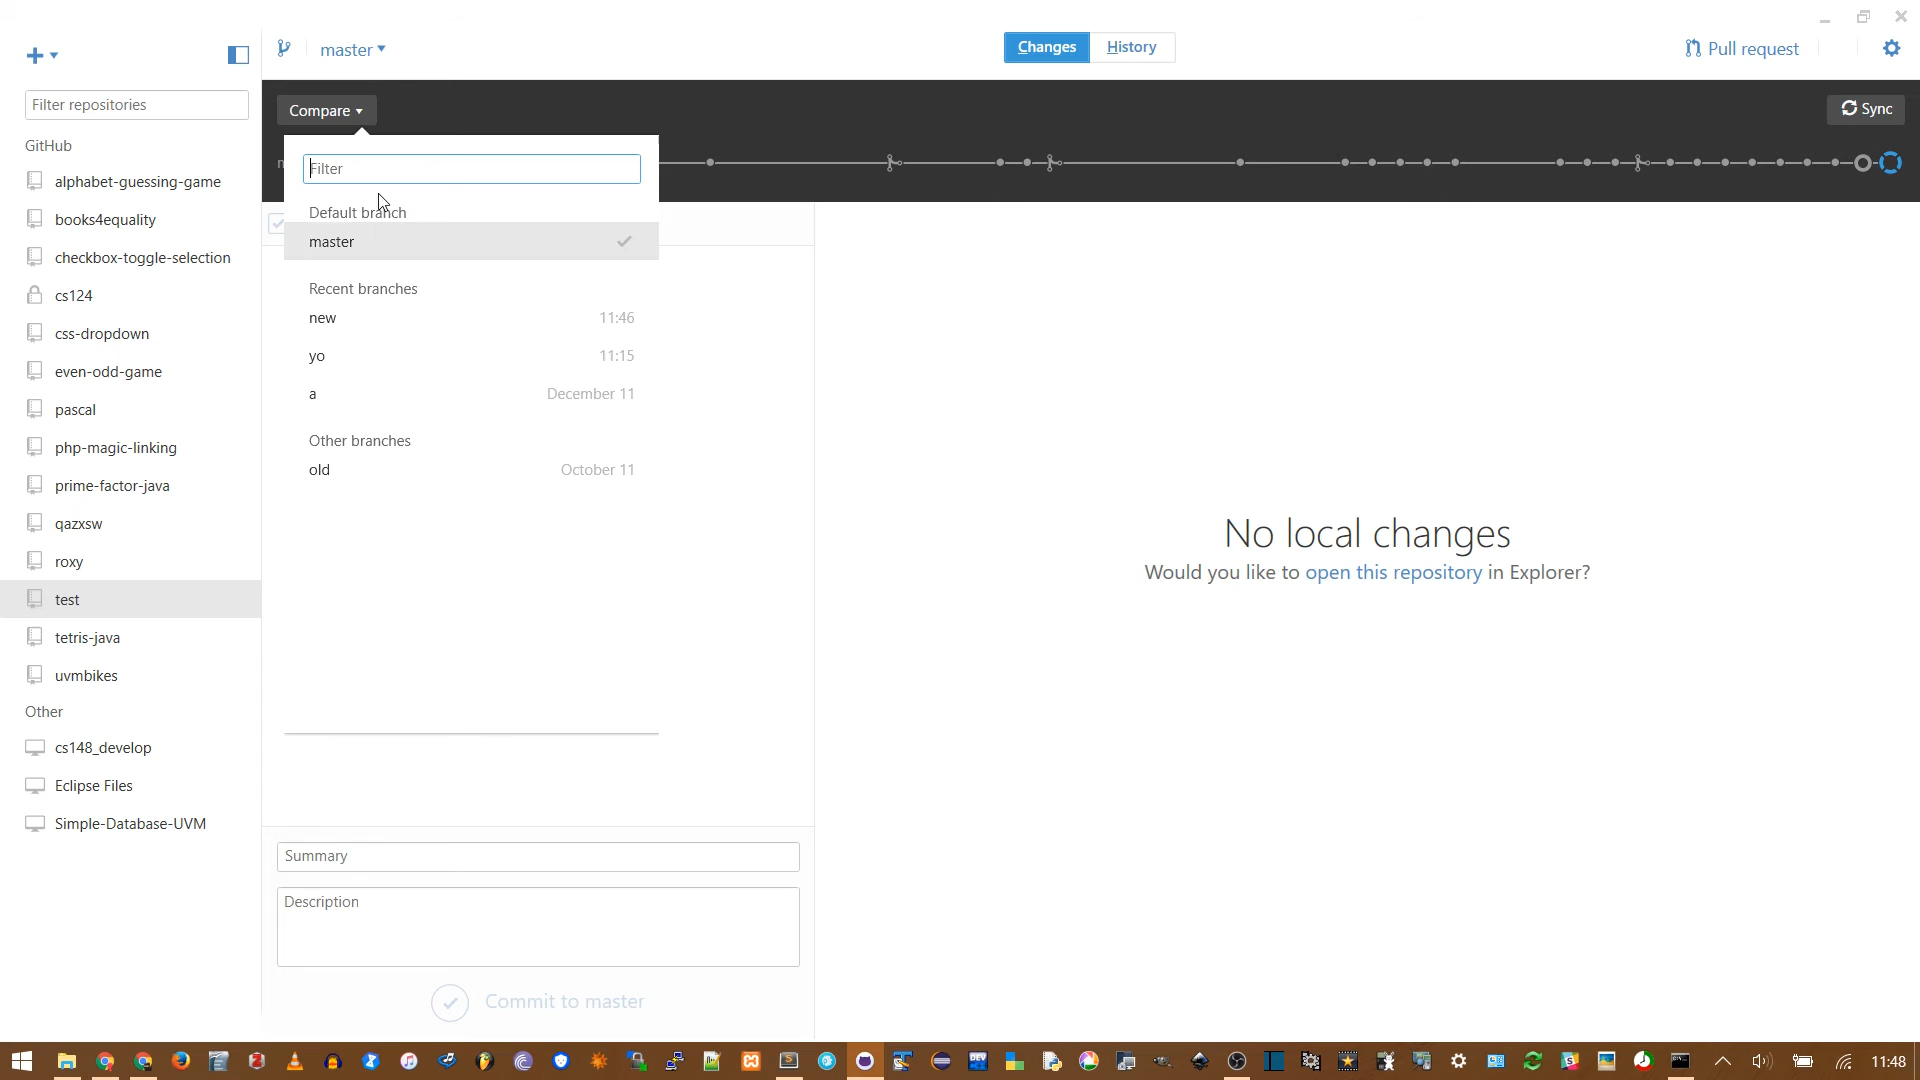 master
Changes
History
Pull request
Filter repositories
Compare
Sync
GitHub
alphabet-guessing-game
books4equality
checkbox-toggle-selection
cs124
css-dropdown
even-odd-game
pascal
php-magic-linking
prime-factor-java
qazxsw
roxy
test
tetris-java
uvmbikes
Other
cs148_develop
Eclipse Files
Simple-Database-UVM
Filter
Default branch
master
Recent branches
new 11:46
yo 11:15
a December 11
Other branches
old October 11
No local changes
Would you like to open this repository in Explorer?
Summary
Description
Commit to master
DEV
11:48